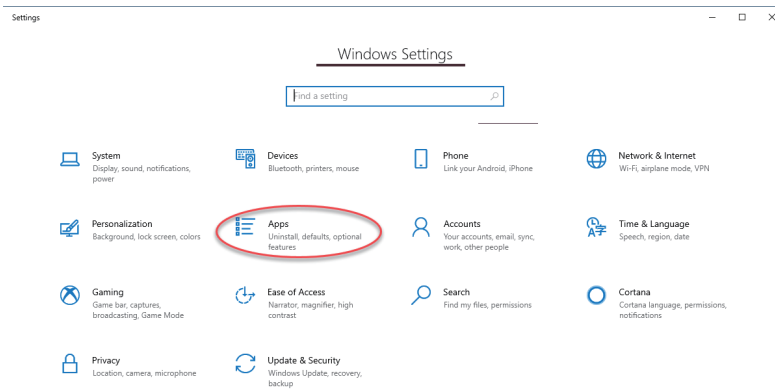 Settings
Windows Settings
Find a setting
System
Display, sound, notifications,
power
Devices
Bluetooth, printers, mouse
Phone
Link your Android, iPhone
Network & Internet
Wi-Fi, airplane mode, VPN
Personalization
Background, lock screen, colors
Apps
Uninstall, defaults, optional
features
Accounts
Your accounts, email, sync,
work, other people
Time & Language
Speech, region, date
Gaming
Game bar, captures,
broadcasting, Game Mode
Ease of Access
Narrator, magnifier, high
contrast
Search
Find my files, permissions
Cortana
Cortana language, permissions,
notifications
Privacy
Location, camera, microphone
Update & Security
Windows Update, recovery,
backup